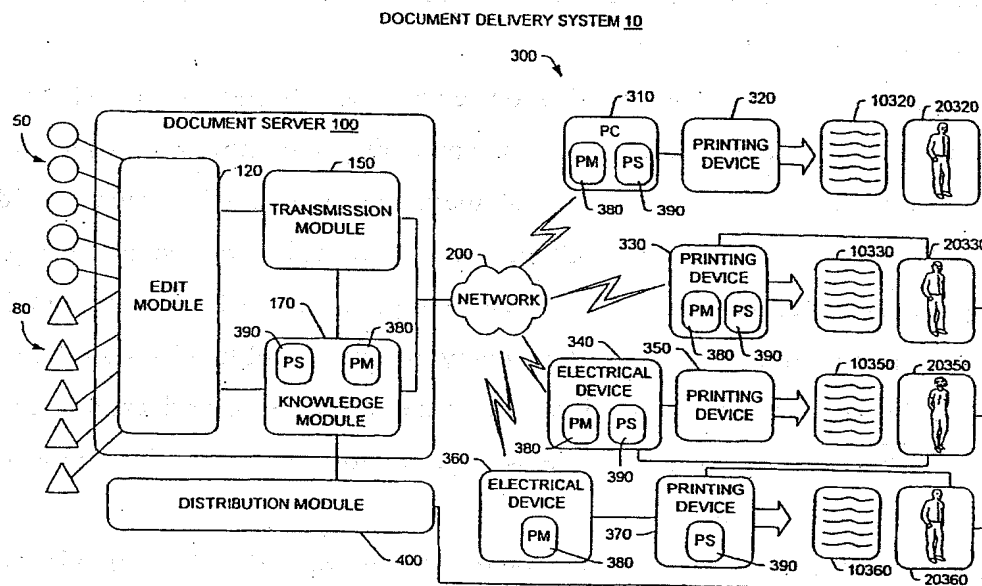 DOCUMENT DELIVERY SYSTEM 10
300
310
320
10320
20320
50
DOCUMENT SERVER 100
PC
PM
PS
PRINTING
DEVICE
380
390
120
150
TRANSMISSION
MODULE
200
NETWORK
330
10330
20330
PRINTING
DEVICE
PM
PS
380
390
EDIT
MODULE
80
170
390
380
PS
PM
KNOWLEDGE
MODULE
340
350
10350
20350
ELECTRICAL
DEVICE
PM
PS
PRINTING
DEVICE
380
390
360
ELECTRICAL
DEVICE
PM
380
PRINTING
DEVICE
370
PS
390
10360
20360
DISTRIBUTION MODULE
400